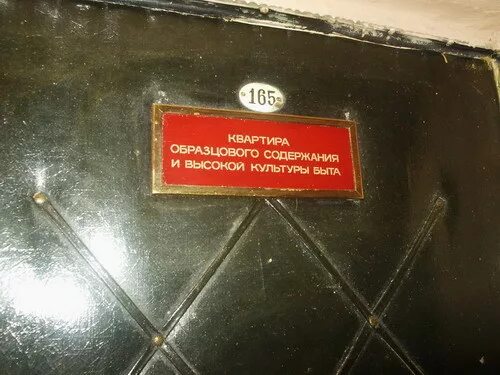 165
КВАРТИРА
ОБРАЗЦОВОГО СОДЕРЖАНИЯ
И ВЫСОКОЙ КУЛЬТУРЫ БЫТА